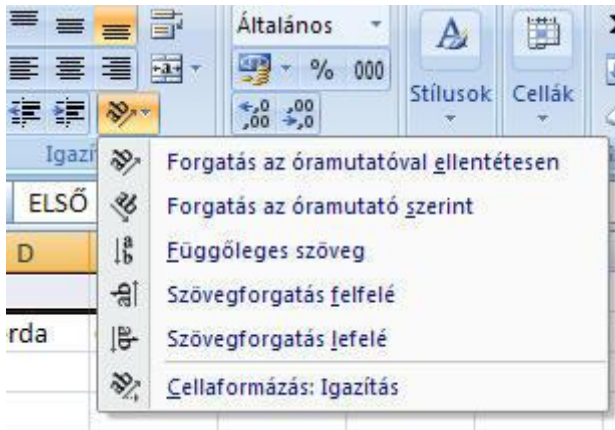 Általános
% 000
,0 ,00
,00 ,0
Stílusok
Cellák
Igazí
Forgatás az óramutatóval ellentétesen
ELSŐ
Forgatás az óramutató szerint
D
Függőleges szöveg
Szövegforgatás felfelé
rda
Szövegforgatás lefelé
Cellaformázás: Igazítás